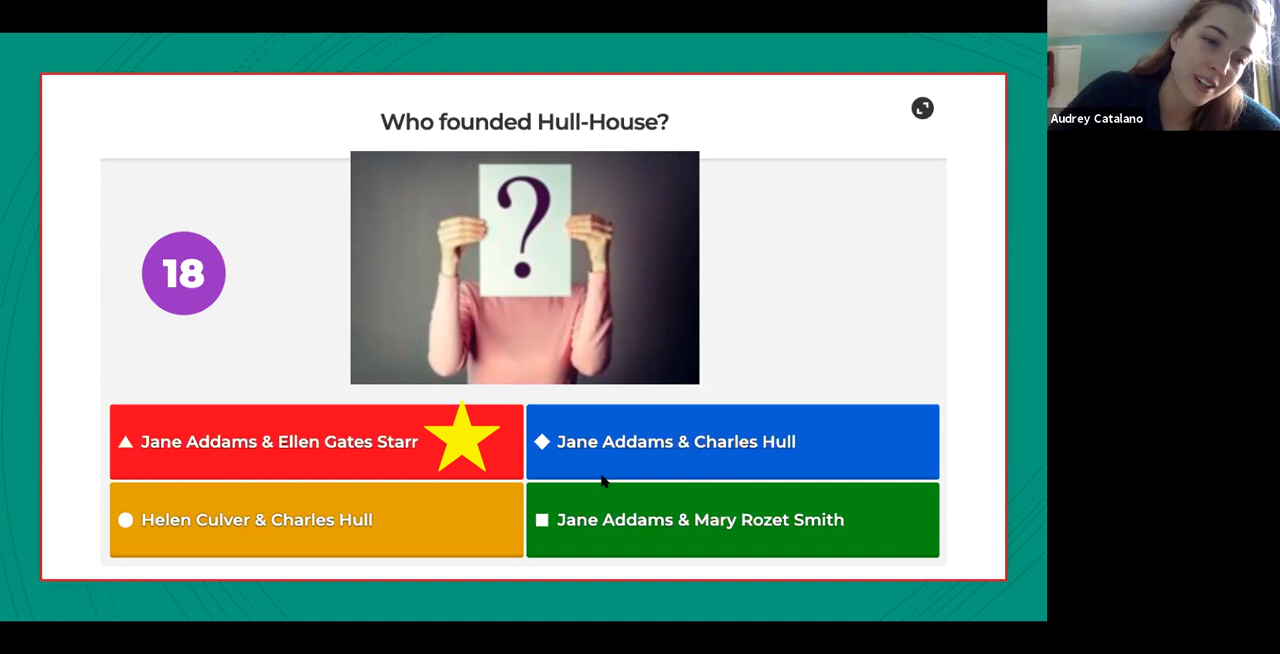 Who founded Hull-House?
Audrey Catalano
?
18
Jane Addams & Ellen Gates Starr
Jane Addams & Charles Hull
Helen Culver & Charles Hull
Jane Addams & Mary Rozet Smith